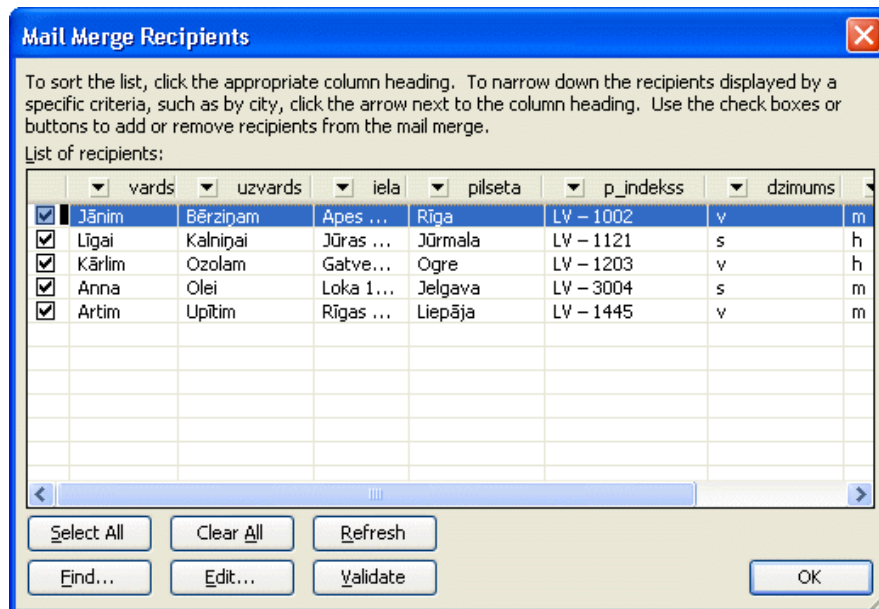 Mail Merge Recipients
To sort the list, click the appropriate column heading. To narrow down the recipients displayed by a
specific criteria, such as by city, click the arrow next to the column heading. Use the check boxes or
buttons to add or remove recipients from the mail merge.
List of recipients:
vards uzvards iela pilseta p_indekss dzimums
Jānim Bērziņam Apes ... Rīga LV – 1002 v m
Līgai Kalniņai Jūras ... Jūrmala LV – 1121 s h
Kārlim Ozolam Gatve... Ogre LV – 1203 v h
Anna Olei Loka 1... Jelgava LV – 3004 s m
Artim Upītim Rīgas ... Liepāja LV – 1445 v m
Select All Clear All Refresh
Find... Edit... Validate OK